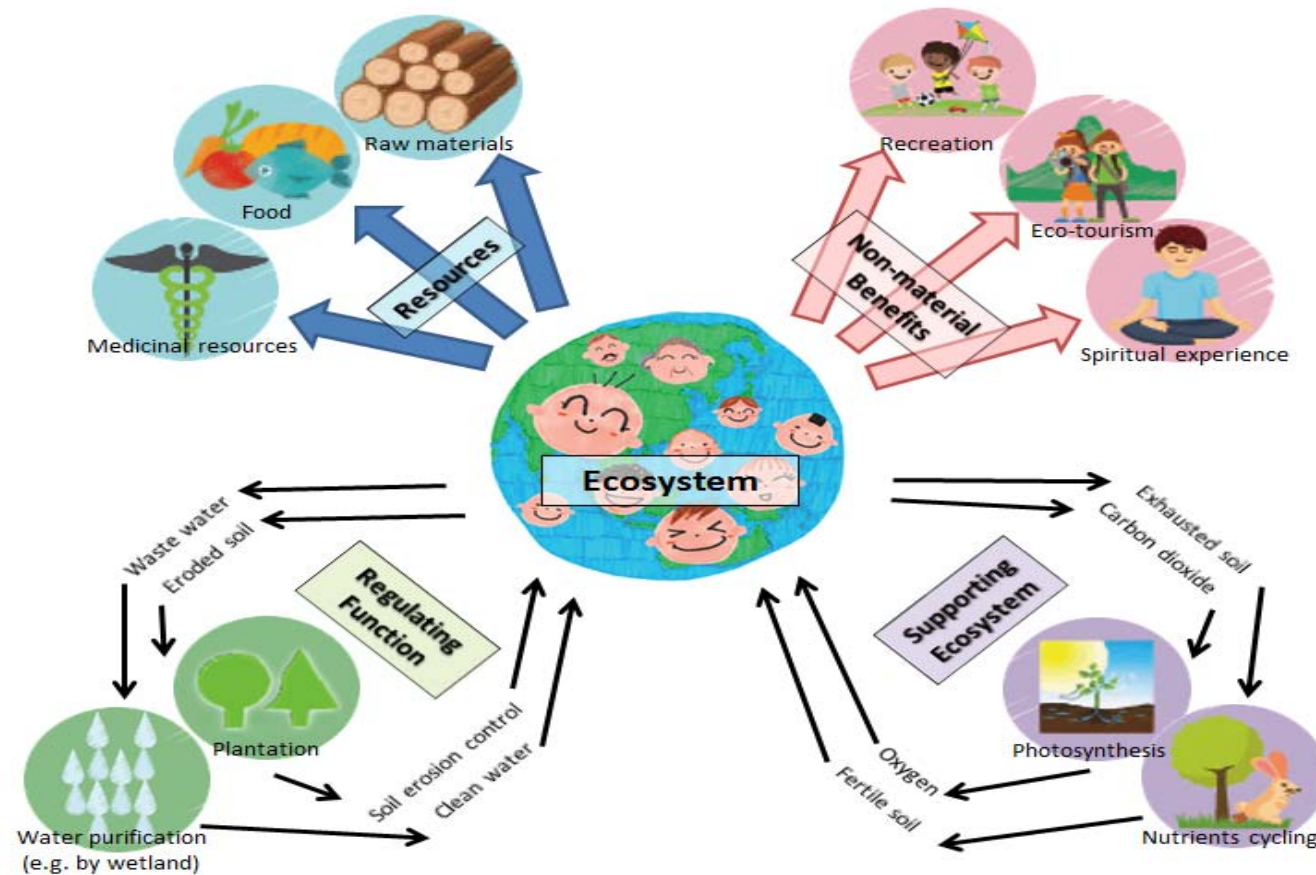 Raw materials
Food
Medicinal resources
Resources
Recreation
Eco-tourism
Spiritual experience
Non-material
Benefits
Ecosystem
Waste water
Eroded soil
Regulating
Function
Plantation
Water purification
(e.g. by wetland)
Soil erosion control
Clean water
Exhausted soil
Carbon dioxide
Supporting
Ecosystem
Photosynthesis
Nutrients cycling
Oxygen
Fertile soil